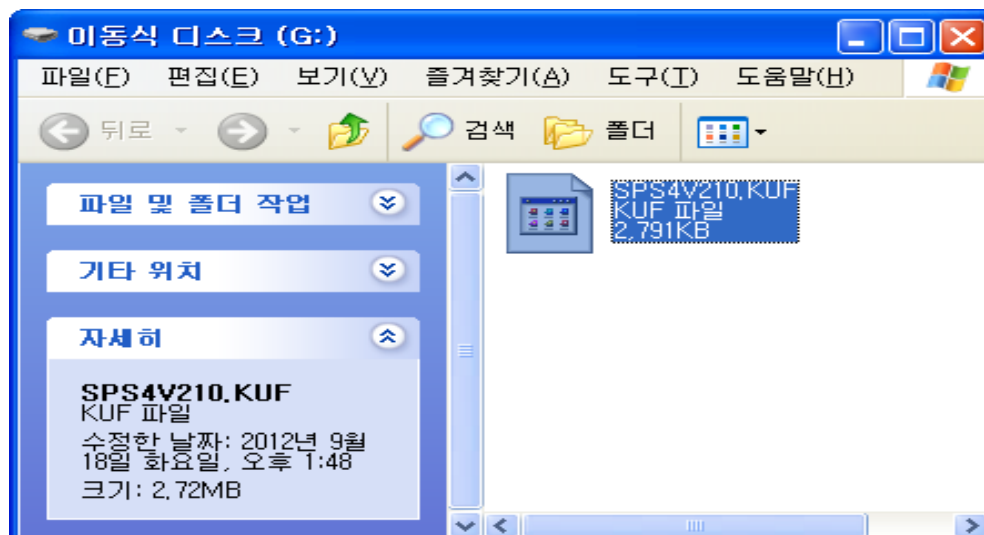 이동식 디스크 (G:)
파일(F) 편집(E) 보기(V) 즐겨찾기(A) 도구(T) 도움말(H)
뒤로 검색 폴더
파일 및 폴더 작업
기타 위치
자세히
SPS4V210.KUF
KUF 파일
수정한 날짜: 2012년 9월
18일 화요일, 오후 1:48
크기: 2,72MB
SPS4V210.KUF
KUF 파일
2,791KB